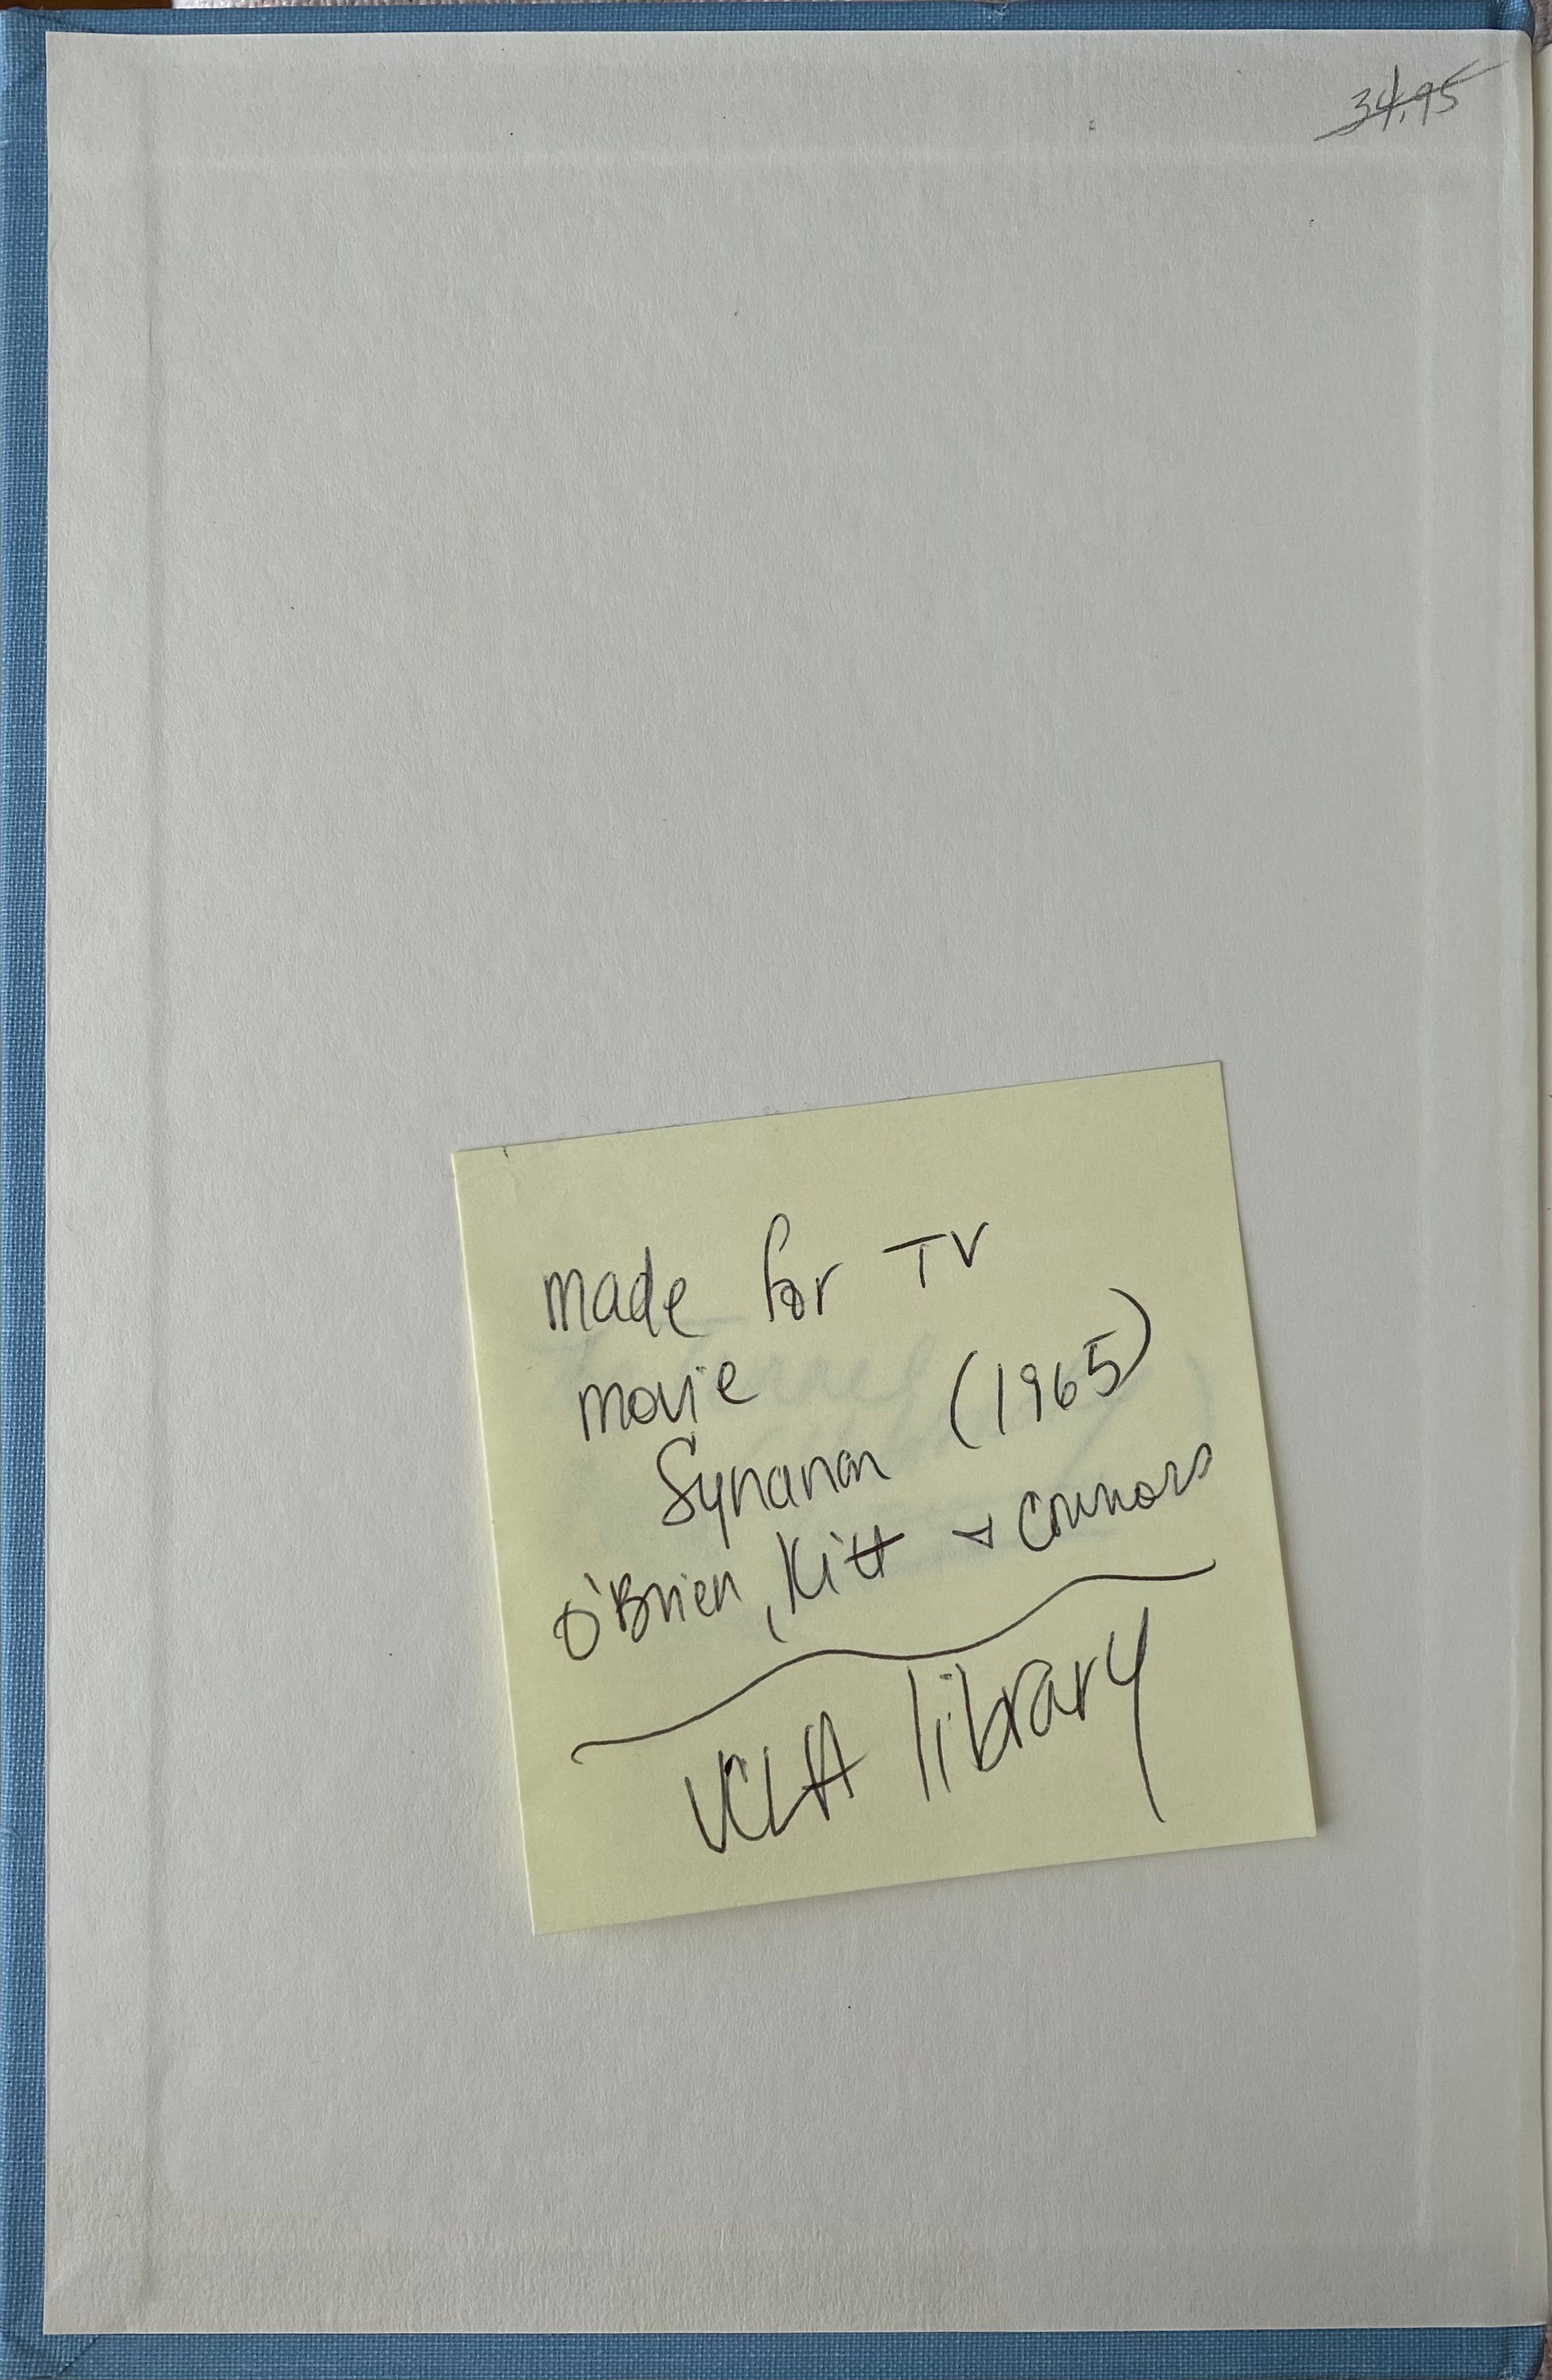 34.95
made for TV
movie (1965)
Synanon
O'Brien, Kitt & Connors
UCLA library